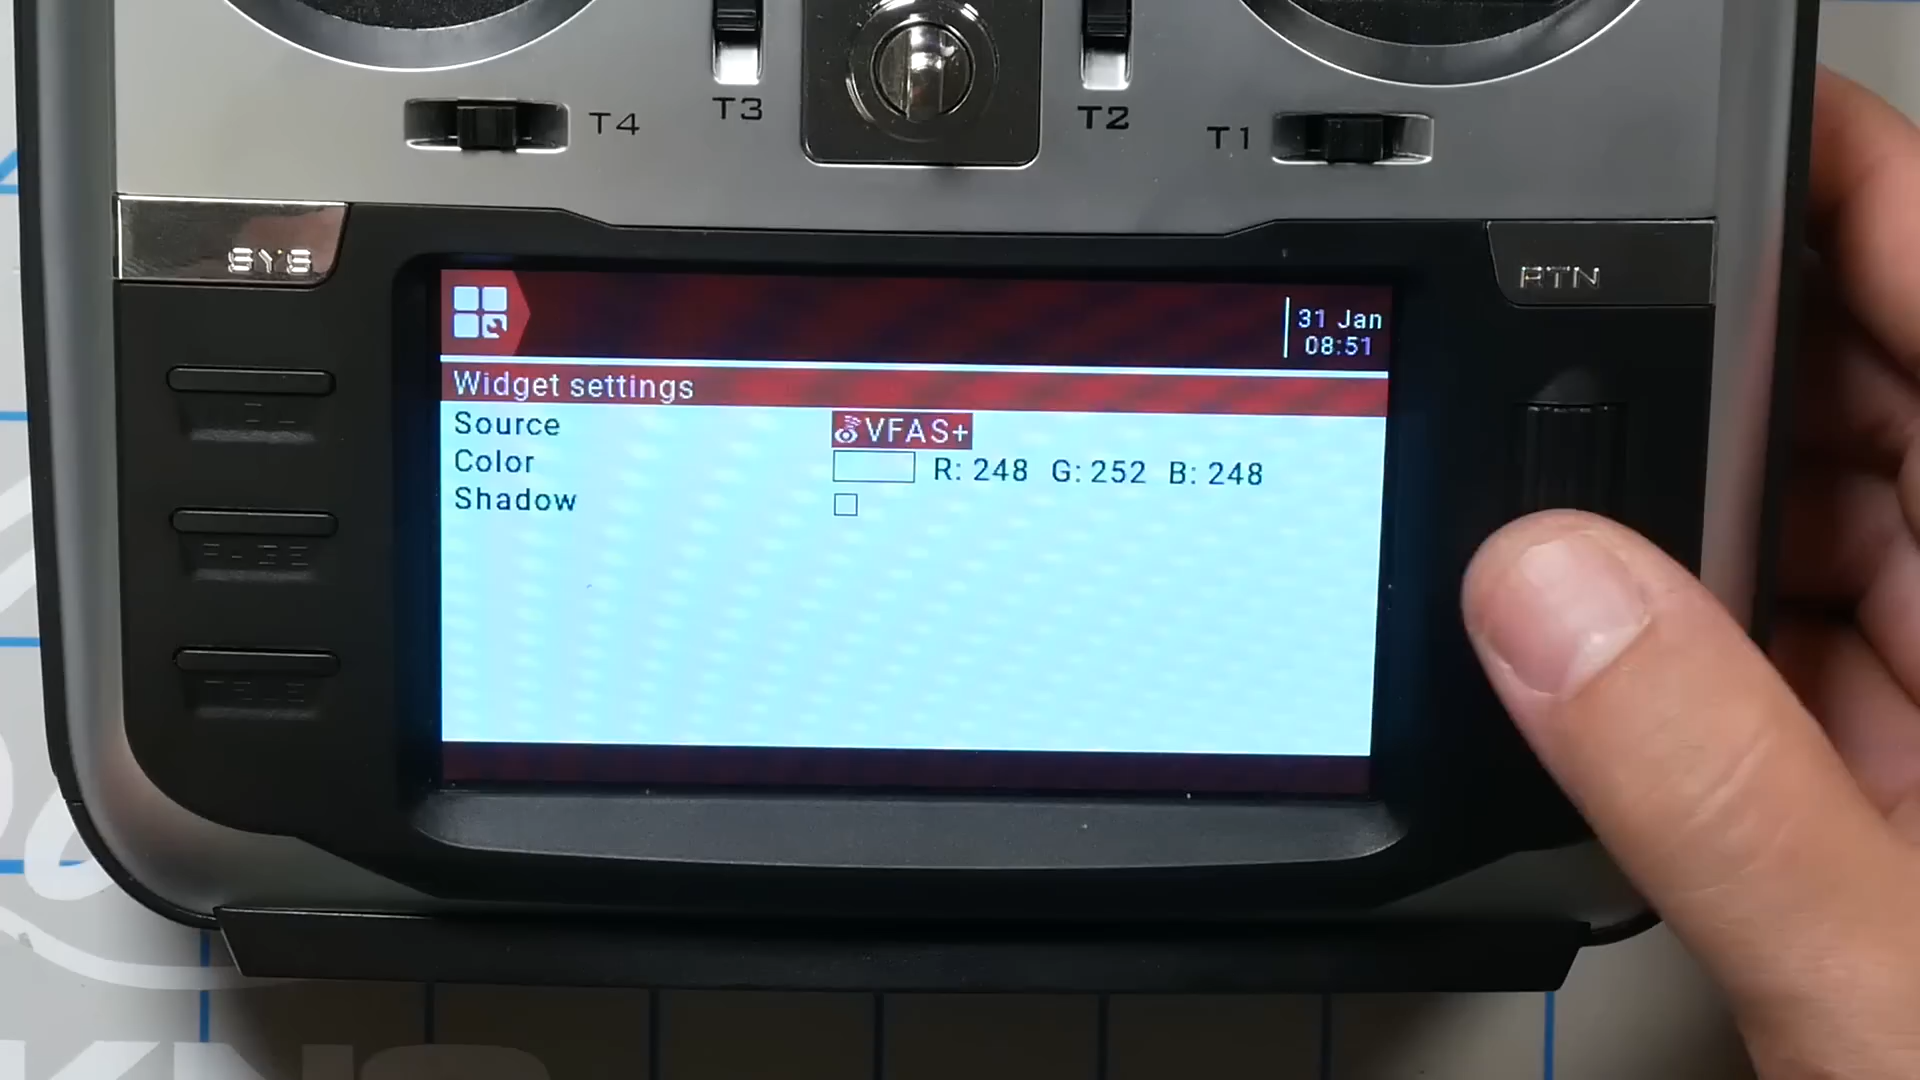 T4
T3
T2
T1
SYS
RTN
31 Jan
08:51
Widget settings
Source VFAS+
Color R: 248 G: 252 B: 248
Shadow
TELE